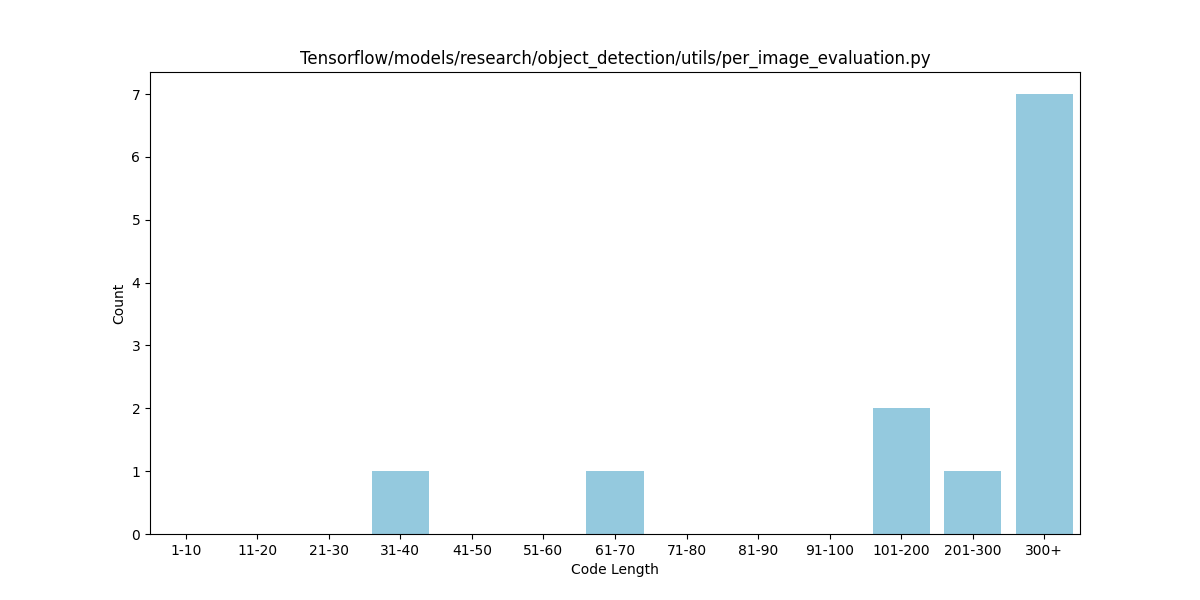 Tensorflow/models/research/object_detection/utils/per_image_evaluation.py
7
6
5
4
3
2
1
0
Count
1-10 11-20 21-30 31-40 41-50 51-60 61-70 71-80 81-90 91-100 101-200 201-300 300+
Code Length